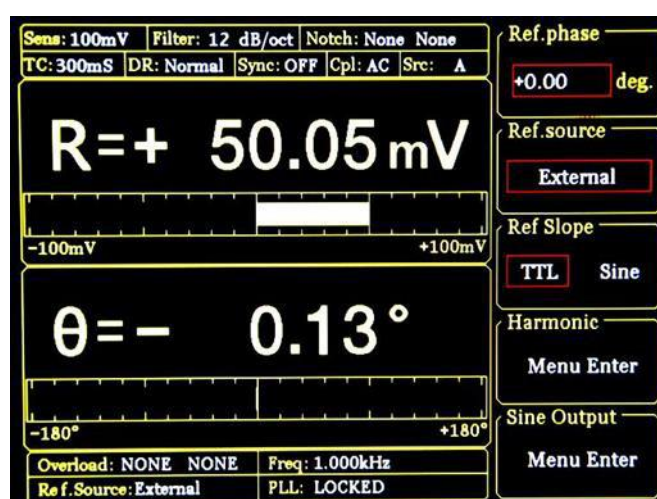 Sens: 100mV Filter: 12 dB/oct Notch: None None
TC: 300mS DR: Normal Sync: OFF Cpl: AC Src: A
R=+ 50.05 mV
-100mV +100mV
θ=- 0.13°
-180° +180°
Overload: NONE NONE Freq: 1.000kHz
Ref.Source: External PLL: LOCKED
Ref.phase
+0.00 deg.
Ref.source
External
Ref Slope
TTL Sine
Harmonic
Menu Enter
Sine Output
Menu Enter